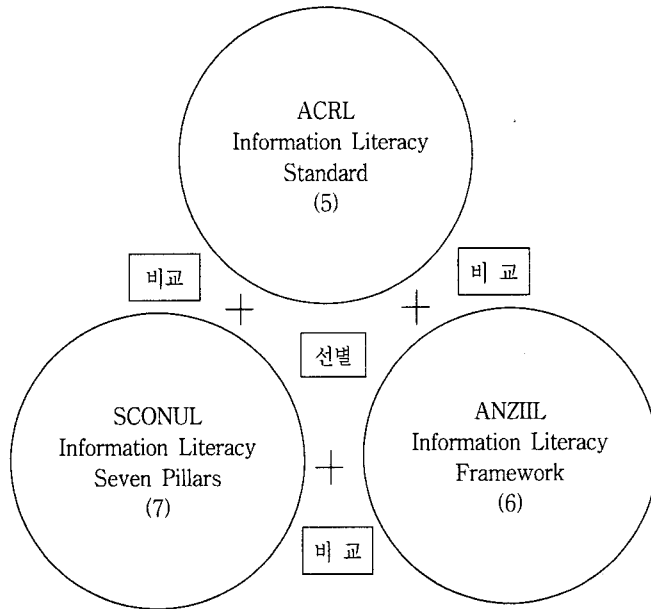 ACRL
Information Literacy
Standard
(5)
비교
비 교
선별
SCONUL
Information Literacy
Seven Pillars
(7)
ANZIIL
Information Literacy
Framework
(6)
비 교